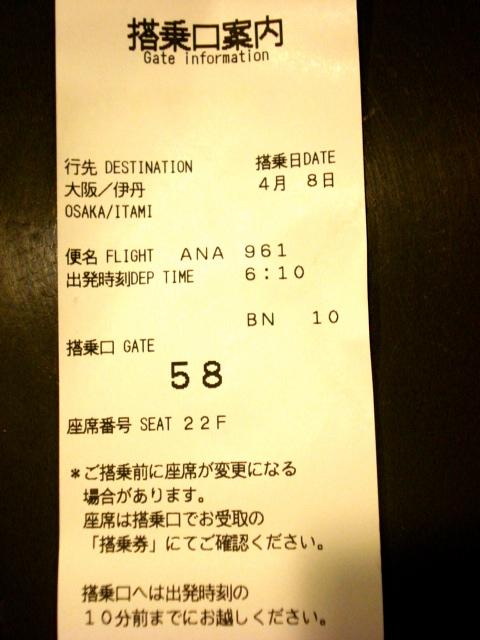 搭乗口案内
Gate information
行先 DESTINATION 搭乗日DATE
大阪／伊丹 ４月 ８日
OSAKA/ITAMI
便名 FLIGHT ＡＮＡ ９６１
出発時刻DEP TIME ６：１０
ＢＮ １０
搭乗口 GATE
５８
座席番号 SEAT ２２Ｆ
＊ご搭乗前に座席が変更になる
場合があります。
座席は搭乗口でお受取の
「搭乗券」にてご確認ください。
搭乗口へは出発時刻の
１０分前までにお越しください。